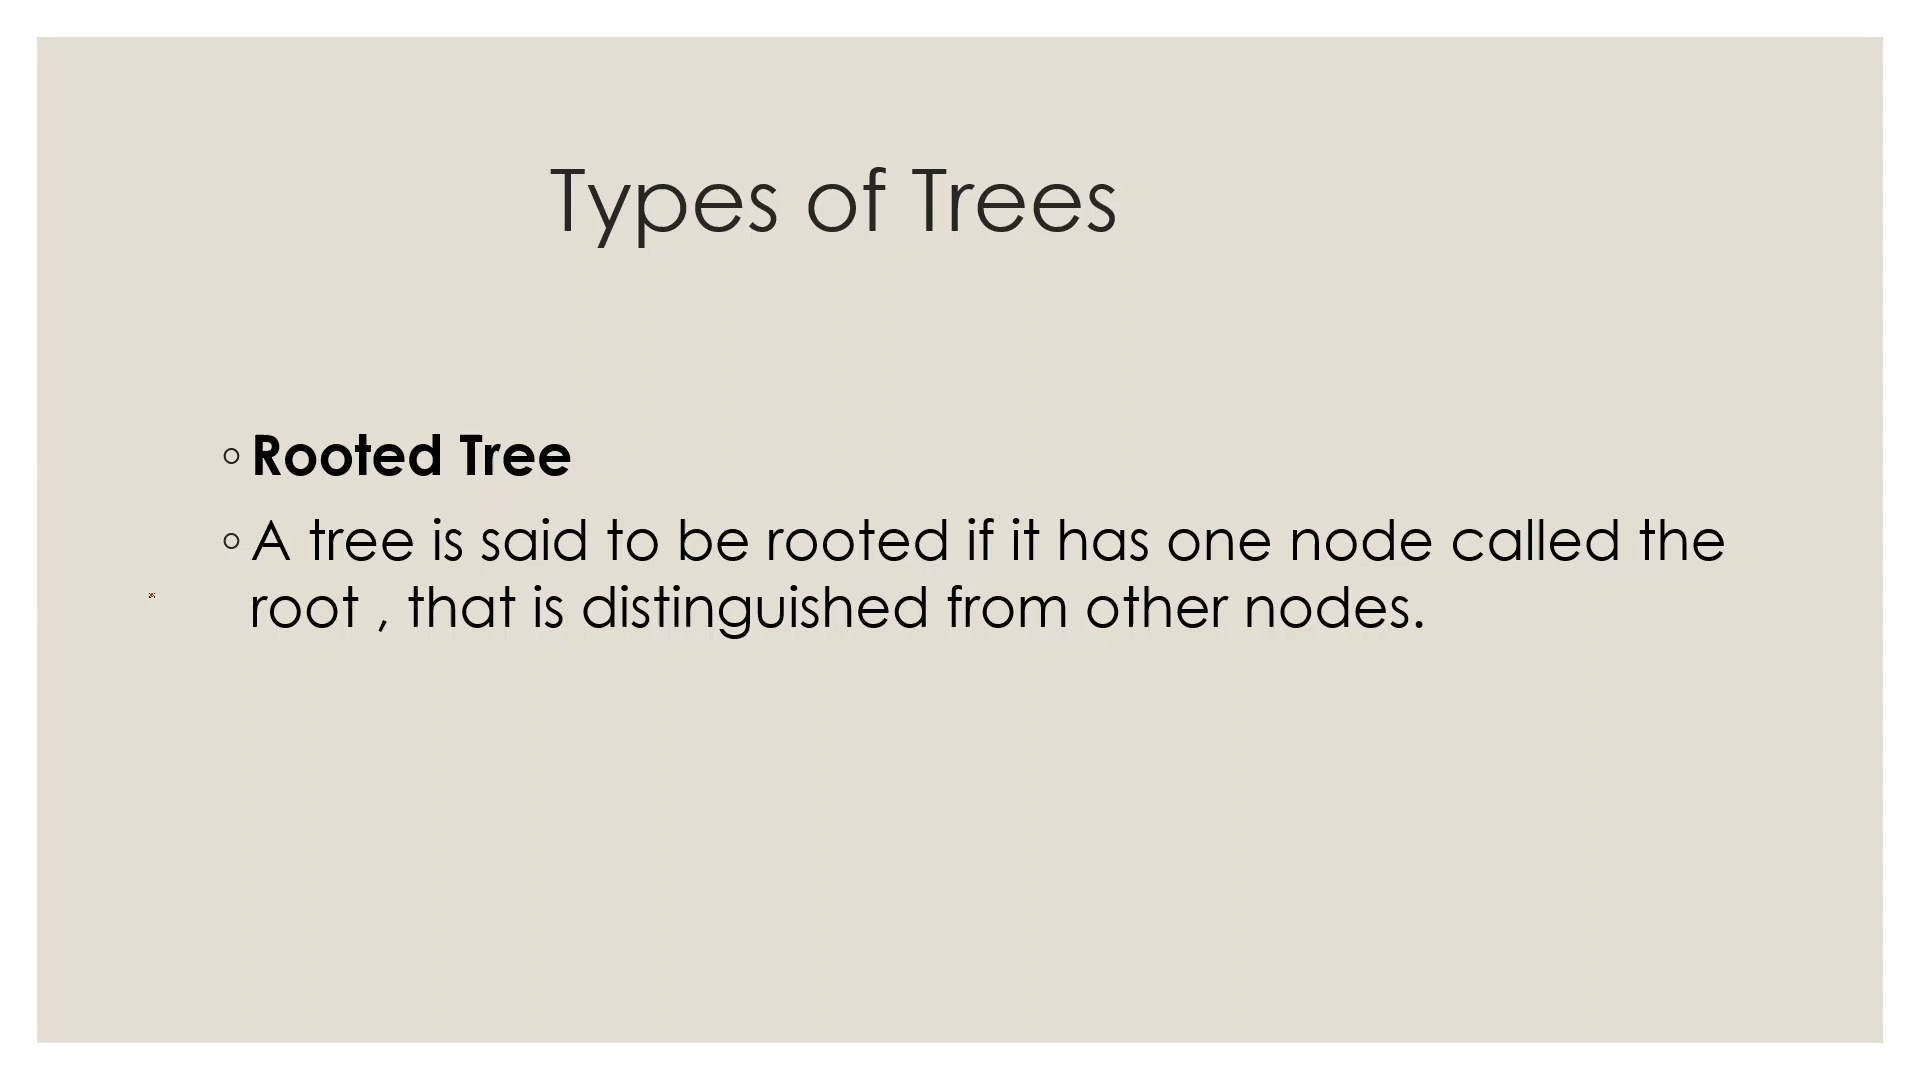 Types of Trees
◦ Rooted Tree
◦ A tree is said to be rooted if it has one node called the
root , that is distinguished from other nodes.